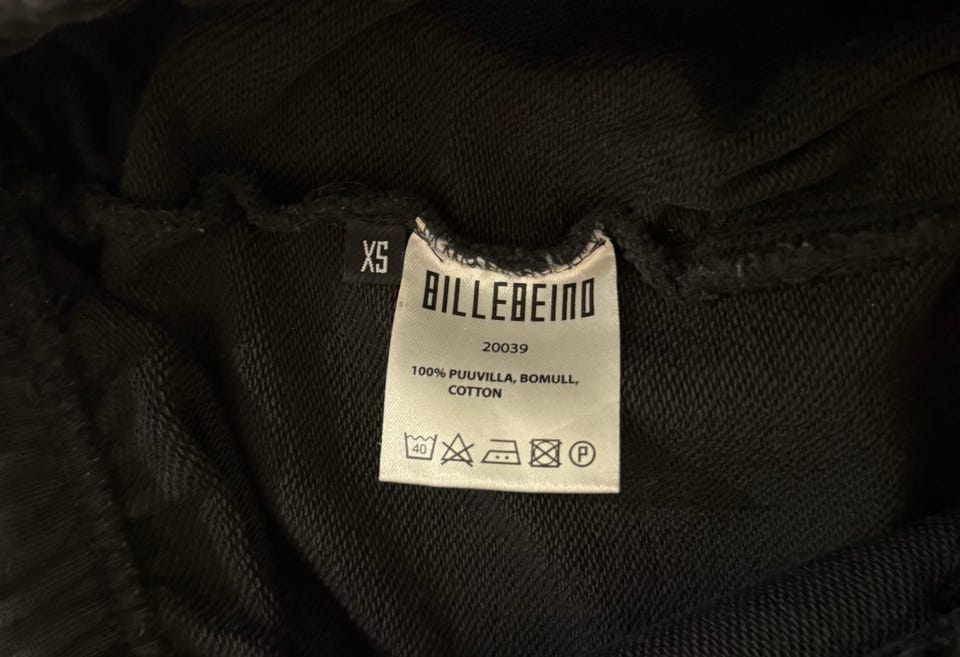 XS
BILLEBEINO
20039
100% PUUVILLA, BOMULL,
COTTON
40
P